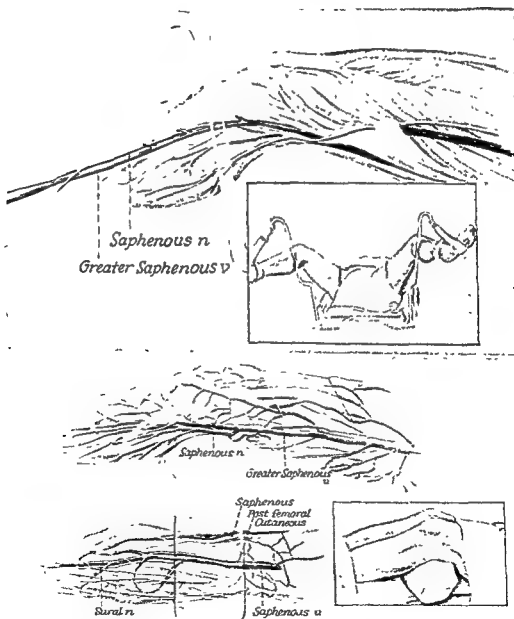 Saphenous n
Greater Saphenous v
Saphenous n
Greater Saphenous
v
Saphenous
Post femoral
Cutaneous
Sural n
Saphenous v